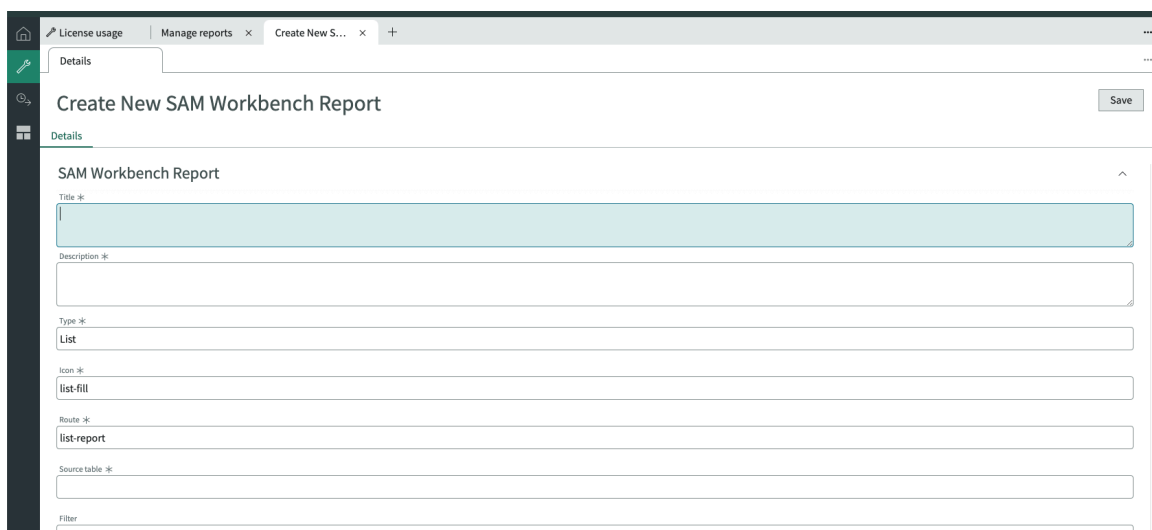 License usage
Manage reports ×
Create New S... ×
+
...
Details
...
Create New SAM Workbench Report
Save
Details
SAM Workbench Report
Title *
Description *
Type *
List
Icon *
list-fill
Route *
list-report
Source table *
Filter